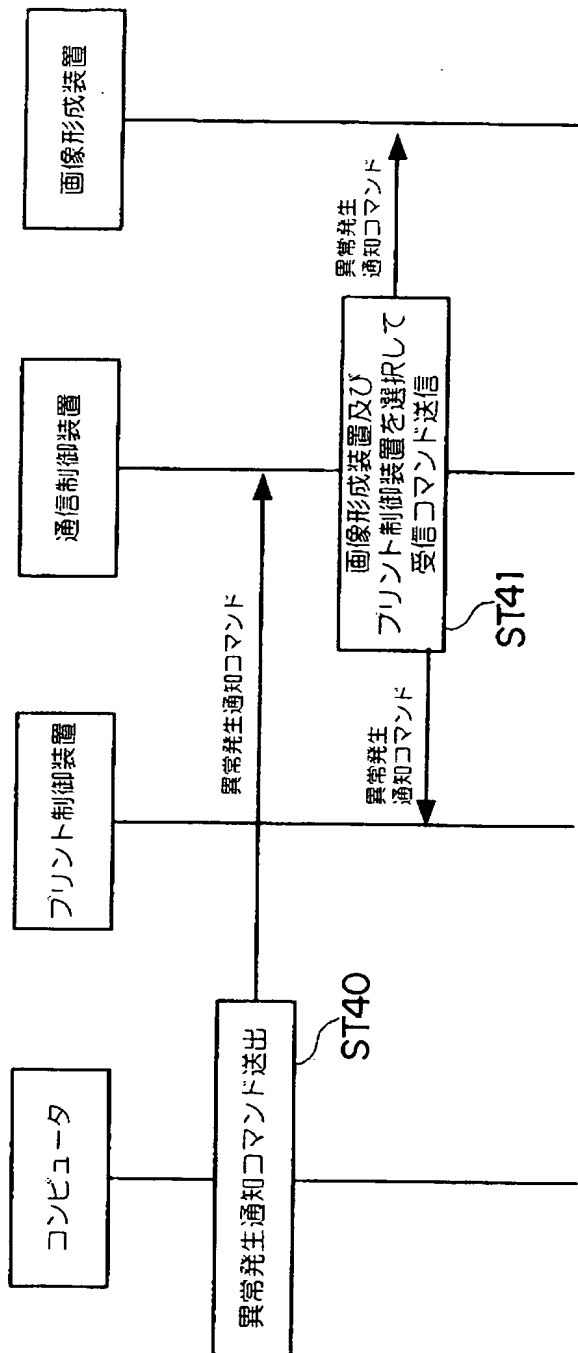 コンピュータ
プリント制御装置
通信制御装置
画像形成装置
異常発生通知コマンド送出
ST40
異常発生通知コマンド
画像形成装置及び
プリント制御装置を選択して
受信コマンド送信
ST41
異常発生
通知コマンド
異常発生
通知コマンド